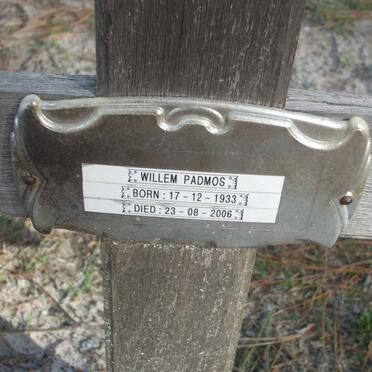 WILLEM PADMOS
BORN : 17 - 12 - 1933
DIED : 23 - 08 - 2006